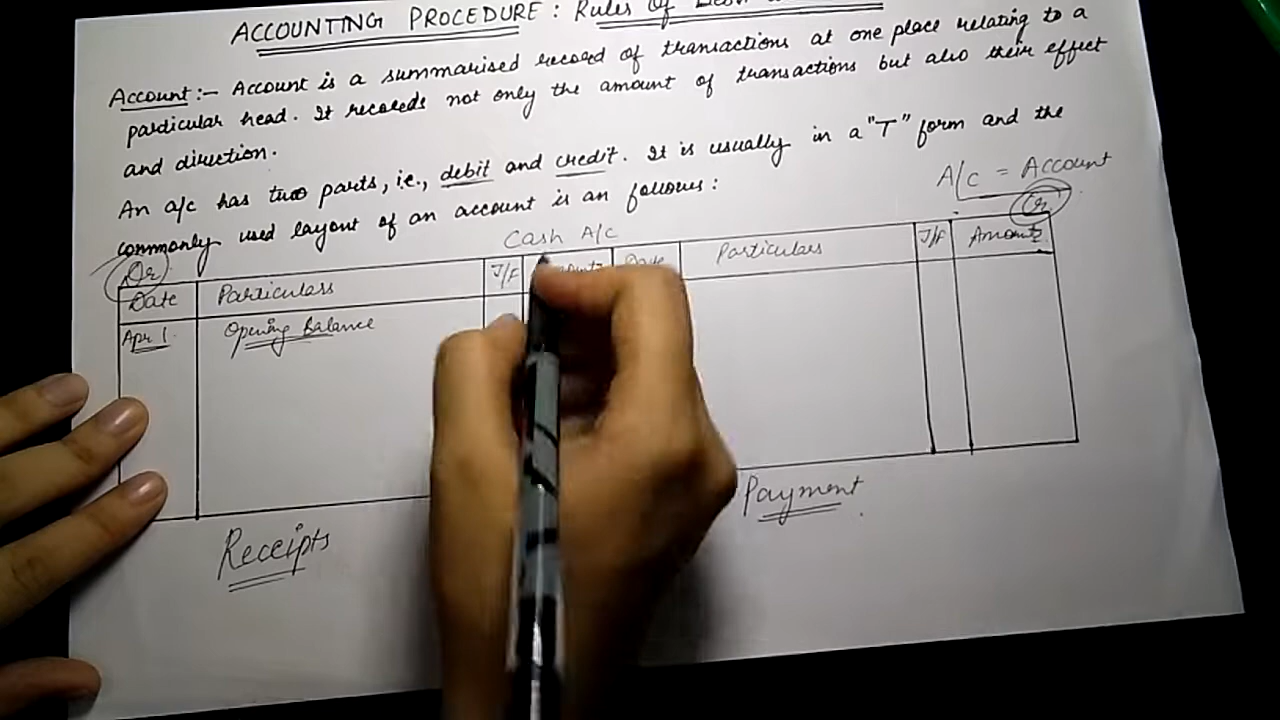 ACCOUNTING PROCEDURE : Rules Of
Account :- Account is a summarised record of transactions at one place relating to a
particular head. It records not only the amount of transactions but also their effect
and direction.
An a/c has two parts, i.e., debit and credit. It is usually in a "T" form and the
commonly used layout of an account is an follows :
A/c = Account
Cash A/c
Dr Cr
Date Particulars J/F Date Particulars J/F Amount
Apr 1. Opening Balance
Receipts Payment